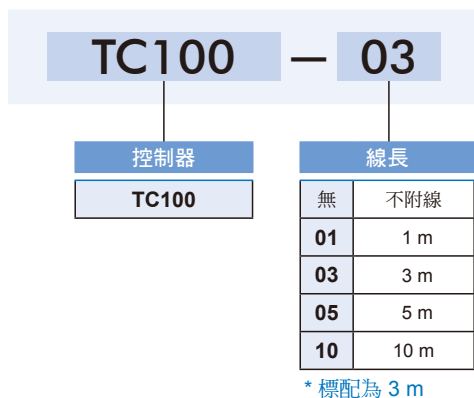 TC100 — 03
控制器
TC100
線長
無 不附線
01 1 m
03 3 m
05 5 m
10 10 m
* 標配為 3 m